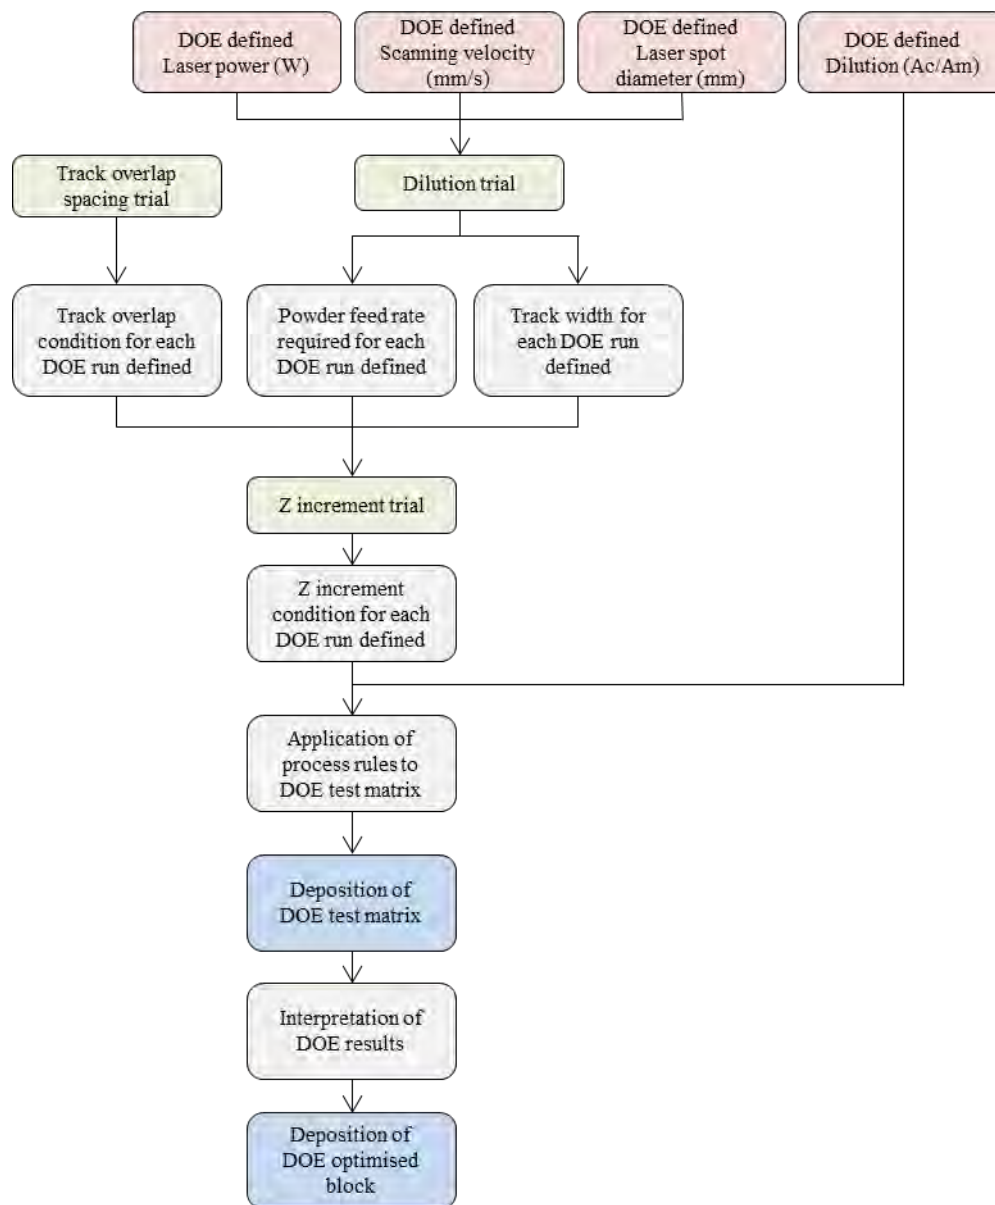 DOE defined
Laser power (W)
DOE defined
Scanning velocity
(mm/s)
DOE defined
Laser spot
diameter (mm)
DOE defined
Dilution (Ac/Am)
Track overlap
spacing trial
Dilution trial
Track overlap
condition for each
DOE run defined
Powder feed rate
required for each
DOE run defined
Track width for
each DOE run
defined
Z increment trial
Z increment
condition for each
DOE run defined
Application of
process rules to
DOE test matrix
Deposition of
DOE test matrix
Interpretation of
DOE results
Deposition of
DOE optimised
block